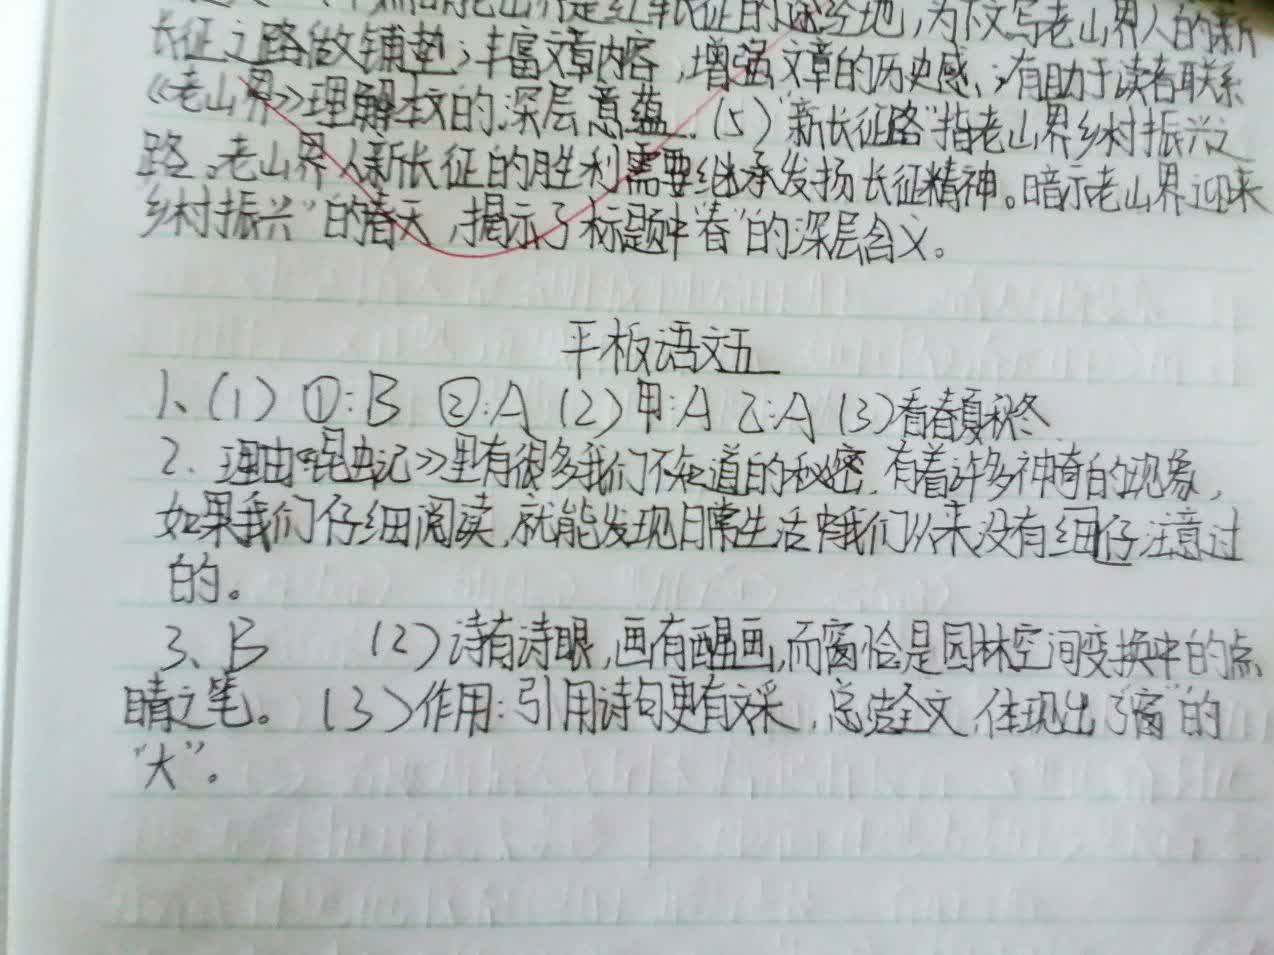 是红军长征的途经地,为下文写老山界人的新
长征之路做铺垫;丰富文章内容,增强文章的历史感;有助于读者联系
《老山界》理解本文的深层意蕴.(5)“新长征路”指老山界乡村振兴之
路。老山界人新长征的胜利需要继承发扬长征精神。暗示老山界迎来
乡村振兴”的春天,揭示了标题中“春”的深层含义。
平板语文五
1、(1)①:B ②:A (2)甲:A 乙:A (3)看春夏秋冬
2. 理由《昆虫记》里有很多我们不知道的秘密.有着许多神奇的现象,
如果我们仔细阅读,就能发现日常生活中我们从来没有细仔注意过
的。
3、B (2)诗有诗眼,画有醒画,而窗恰是园林空间变换中的点
睛之笔。(3)作用:引用诗句更有文采,总结全文,体现出了“窗”的
“大”。